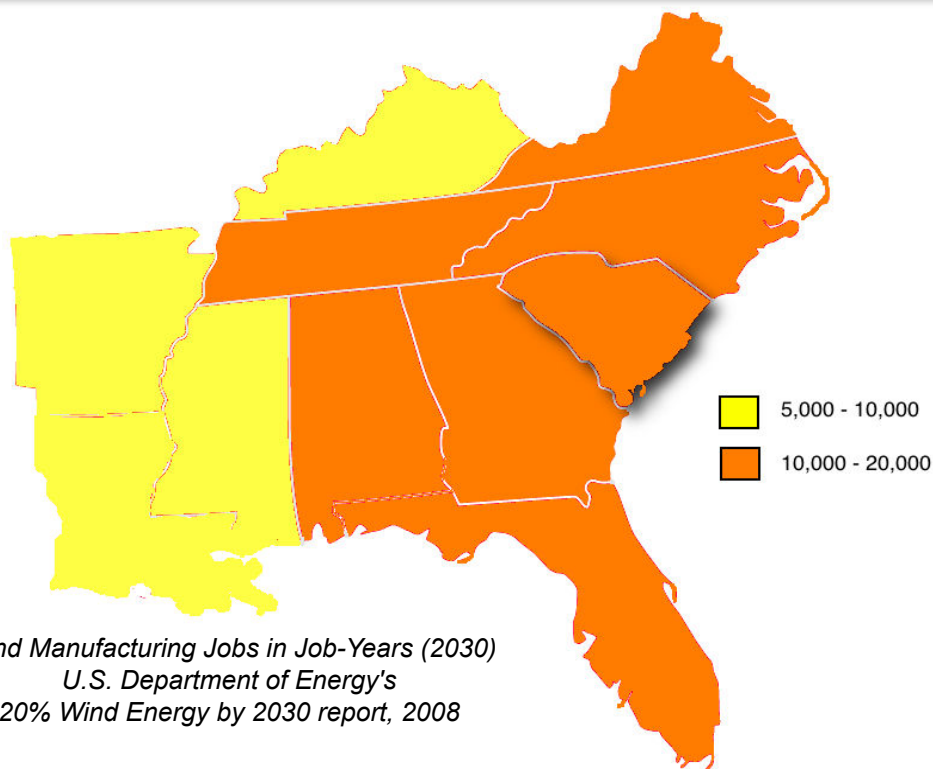 5,000 - 10,000
10,000 - 20,000
nd Manufacturing Jobs in Job-Years (2030)
U.S. Department of Energy's
20% Wind Energy by 2030 report, 2008